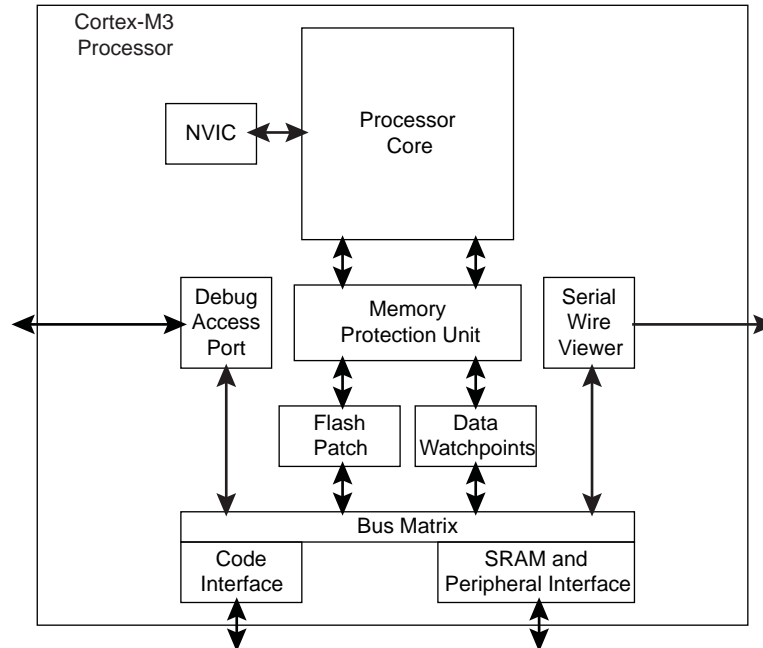 Cortex-M3
Processor
Processor
Core
NVIC
Debug
Access
Port
Memory
Protection Unit
Serial
Wire
Viewer
Flash
Patch
Data
Watchpoints
Bus Matrix
Code
Interface
SRAM and
Peripheral Interface